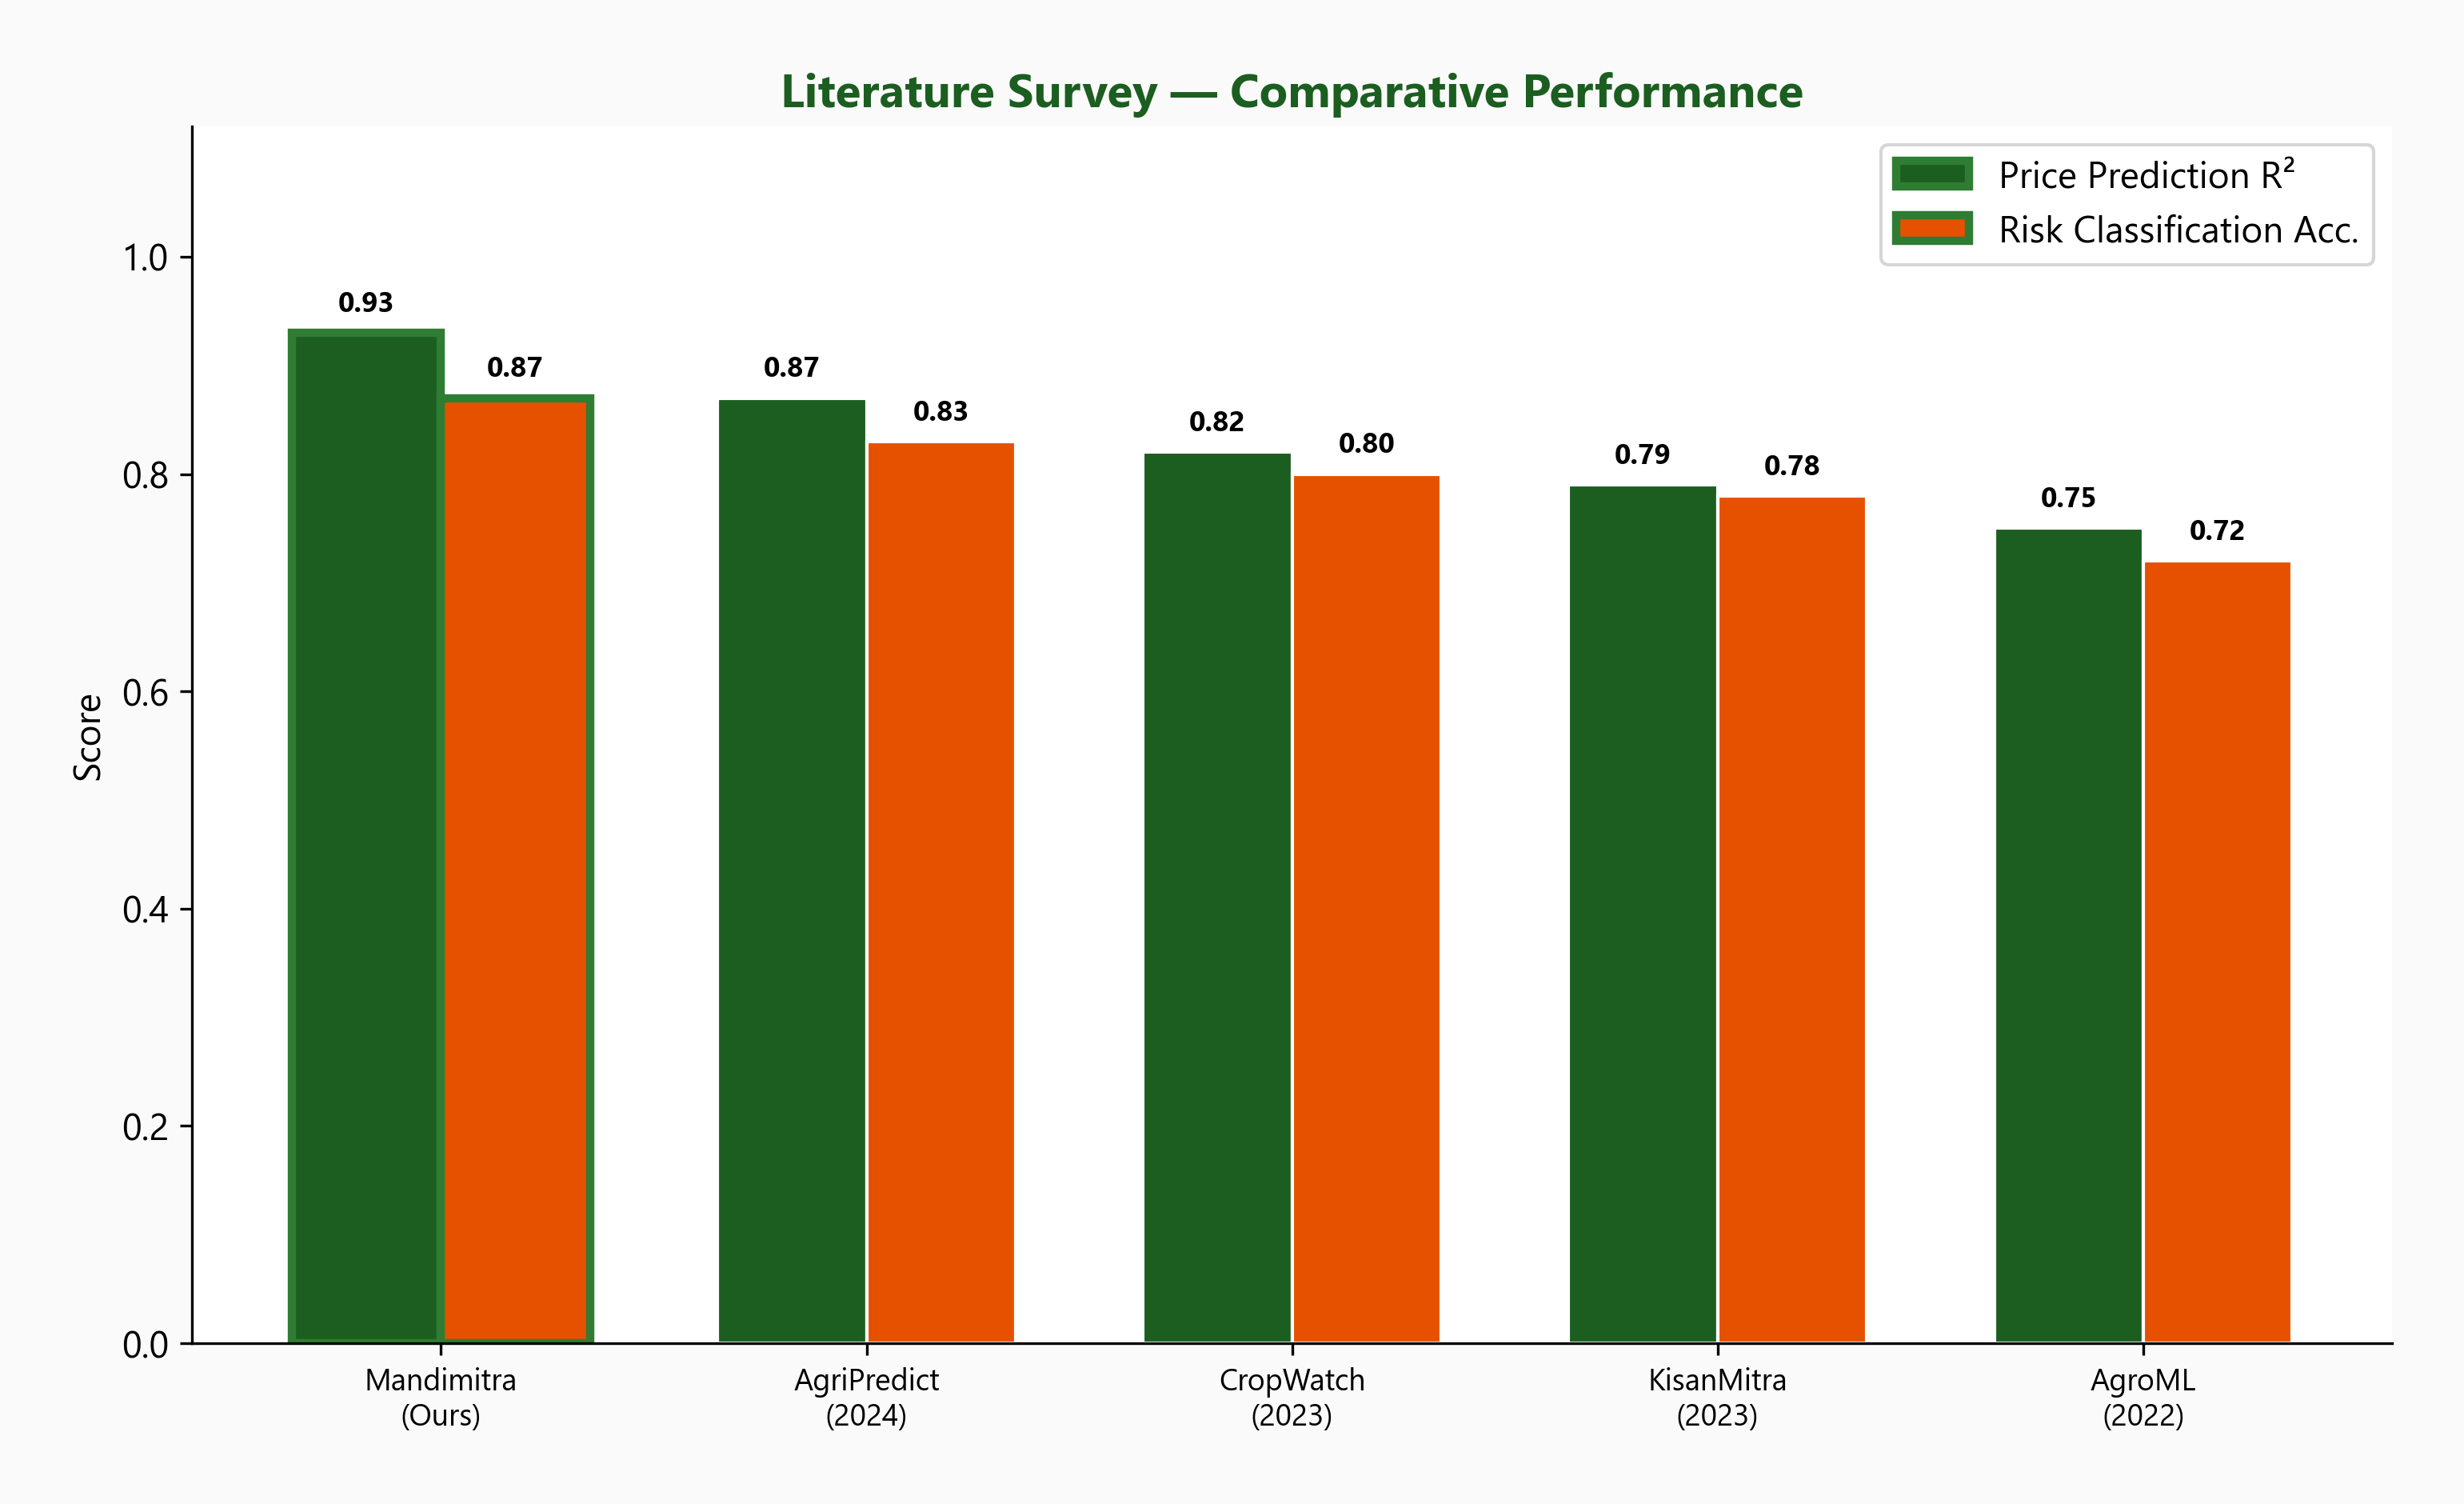 Literature Survey — Comparative Performance
Price Prediction R²
Risk Classification Acc.
Score
1.0
0.8
0.6
0.4
0.2
0.0
0.93
0.87
0.87
0.83
0.82
0.80
0.79
0.78
0.75
0.72
Mandimitra
(Ours)
AgriPredict
(2024)
CropWatch
(2023)
KisanMitra
(2023)
AgroML
(2022)